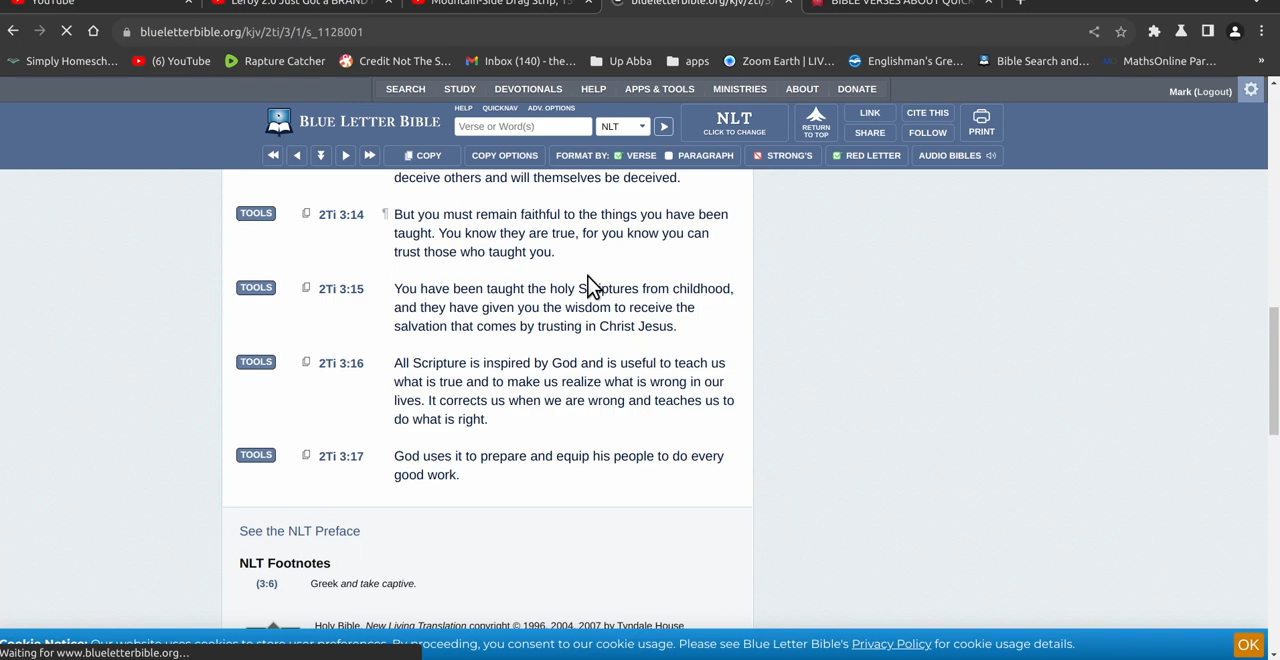 YouTube
Leroy 2.0 Just Got a BRAND
Mountain-Side Drag Strip, 15
blueletterbible.org/kjv/2ti/3/
BIBLE VERSES ABOUT QUICK
blueletterbible.org/kjv/2ti/3/1/s_1128001
Simply Homesch... (6) YouTube Rapture Catcher Credit Not The S... Inbox (140) - the... Up Abba apps Zoom Earth | LIV... Englishman's Gre... Bible Search and... MathsOnline Par... »
SEARCH STUDY DEVOTIONALS HELP APPS & TOOLS MINISTRIES ABOUT DONATE
Mark (Logout)
HELP QUICKNAV ADV. OPTIONS
BLUE LETTER BIBLE
Verse or Word(s)
NLT
NLT
CLICK TO CHANGE
RETURN
TO TOP
LINK
CITE THIS
SHARE
FOLLOW
PRINT
COPY COPY OPTIONS FORMAT BY: VERSE PARAGRAPH STRONG'S RED LETTER AUDIO BIBLES
deceive others and will themselves be deceived.
TOOLS 2Ti 3:14 ¶ But you must remain faithful to the things you have been
taught. You know they are true, for you know you can
trust those who taught you.
TOOLS 2Ti 3:15 You have been taught the holy Scriptures from childhood,
and they have given you the wisdom to receive the
salvation that comes by trusting in Christ Jesus.
TOOLS 2Ti 3:16 All Scripture is inspired by God and is useful to teach us
what is true and to make us realize what is wrong in our
lives. It corrects us when we are wrong and teaches us to
do what is right.
TOOLS 2Ti 3:17 God uses it to prepare and equip his people to do every
good work.
See the NLT Preface
NLT Footnotes
(3:6) Greek and take captive.
Holy Bible, New Living Translation copyright © 1996, 2004, 2007 by Tyndale House
Cookie Notice: Our website uses cookies to store user preferences. By proceeding, you consent to our cookie usage. Please see Blue Letter Bible's Privacy Policy for cookie usage details.
OK
Waiting for www.blueletterbible.org...